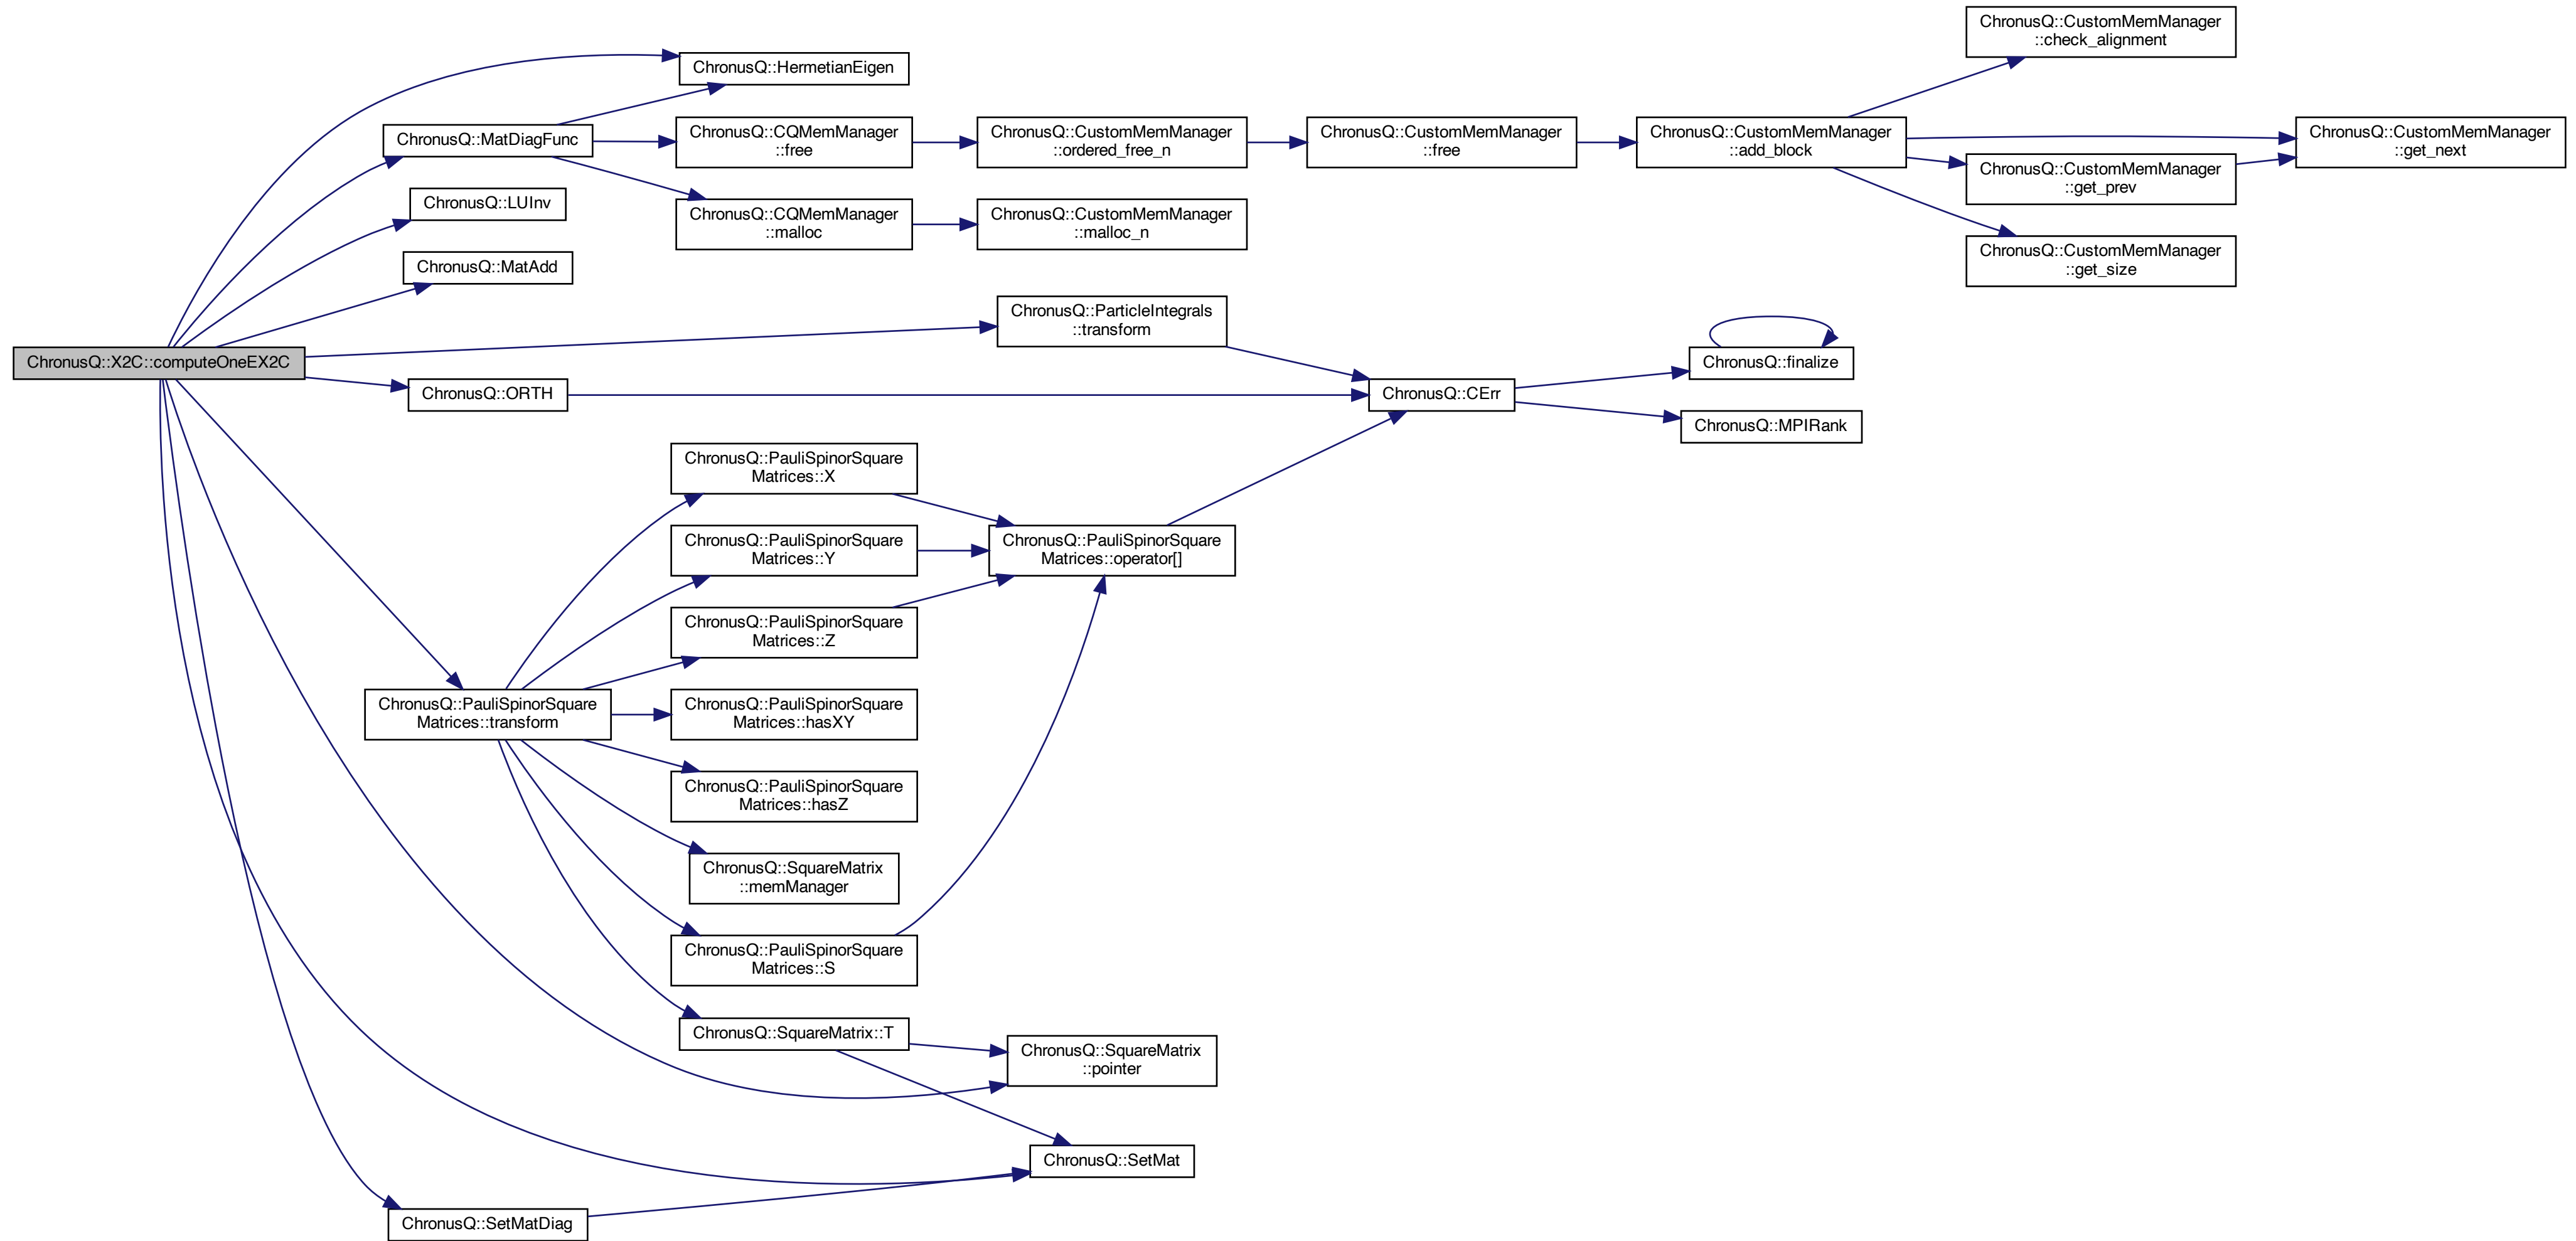 ChronusQ::CustomMemManager
::check_alignment
ChronusQ::HermetianEigen
ChronusQ::MatDiagFunc
ChronusQ::CQMemManager
::free
ChronusQ::CustomMemManager
::ordered_free_n
ChronusQ::CustomMemManager
::free
ChronusQ::CustomMemManager
::add_block
ChronusQ::CustomMemManager
::get_next
ChronusQ::CustomMemManager
::get_prev
ChronusQ::LUInv
ChronusQ::CQMemManager
::malloc
ChronusQ::CustomMemManager
::malloc_n
ChronusQ::CustomMemManager
::get_size
ChronusQ::MatAdd
ChronusQ::ParticleIntegrals
::transform
ChronusQ::X2C::computeOneEX2C
ChronusQ::finalize
ChronusQ::ORTH
ChronusQ::CErr
ChronusQ::MPIRank
ChronusQ::PauliSpinorSquare
Matrices::X
ChronusQ::PauliSpinorSquare
Matrices::Y
ChronusQ::PauliSpinorSquare
Matrices::operator[]
ChronusQ::PauliSpinorSquare
Matrices::Z
ChronusQ::PauliSpinorSquare
Matrices::transform
ChronusQ::PauliSpinorSquare
Matrices::hasXY
ChronusQ::PauliSpinorSquare
Matrices::hasZ
ChronusQ::SquareMatrix
::memManager
ChronusQ::PauliSpinorSquare
Matrices::S
ChronusQ::SquareMatrix::T
ChronusQ::SquareMatrix
::pointer
ChronusQ::SetMat
ChronusQ::SetMatDiag